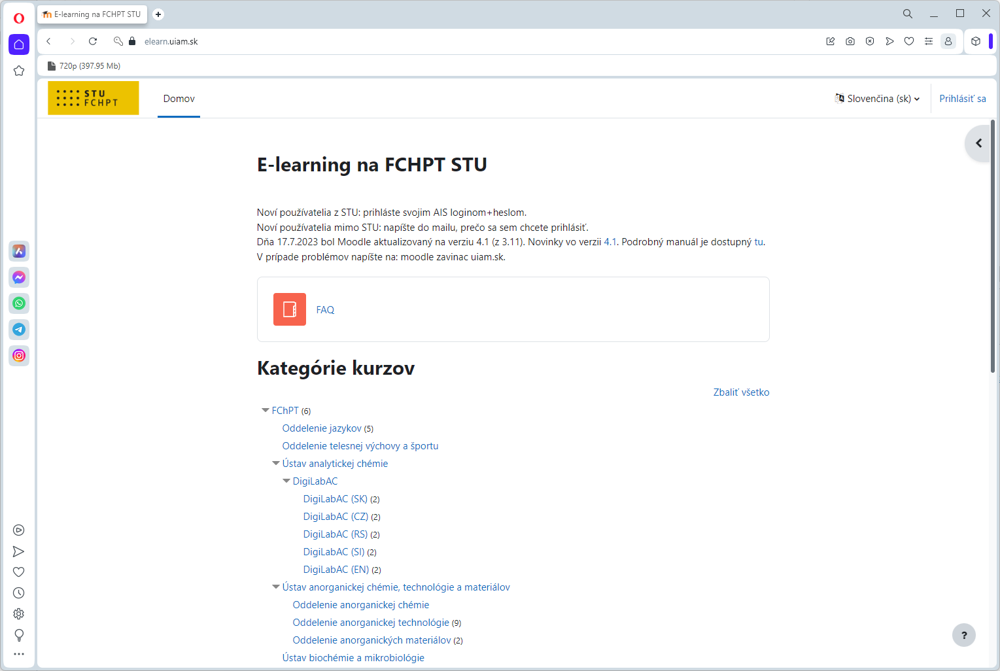 E-learning na FCHPT STU
elearn.uiam.sk
720p (397.95 Mb)
STU
FCHPT
Domov
Slovenčina (sk)
Prihlásiť sa
E-learning na FCHPT STU
Noví používatelia z STU: prihláste svojim AIS loginom+heslom.
Noví používatelia mimo STU: napíšte do mailu, prečo sa sem chcete prihlásiť.
Dňa 17.7.2023 bol Moodle aktualizovaný na verziu 4.1 (z 3.11). Novinky vo verzii 4.1. Podrobný manuál je dostupný tu.
V prípade problémov napíšte na: moodle zavinac uiam.sk.
FAQ
Kategórie kurzov
Zbaliť všetko
FChPT (6)
Oddelenie jazykov (5)
Oddelenie telesnej výchovy a športu
Ústav analytickej chémie
DigiLabAC
DigiLabAC (SK) (2)
DigiLabAC (CZ) (2)
DigiLabAC (RS) (2)
DigiLabAC (SI) (2)
DigiLabAC (EN) (2)
Ústav anorganickej chémie, technológie a materiálov
Oddelenie anorganickej chémie
Oddelenie anorganickej technológie (9)
Oddelenie anorganických materiálov (2)
?
Ústav biochémie a mikrobiológie